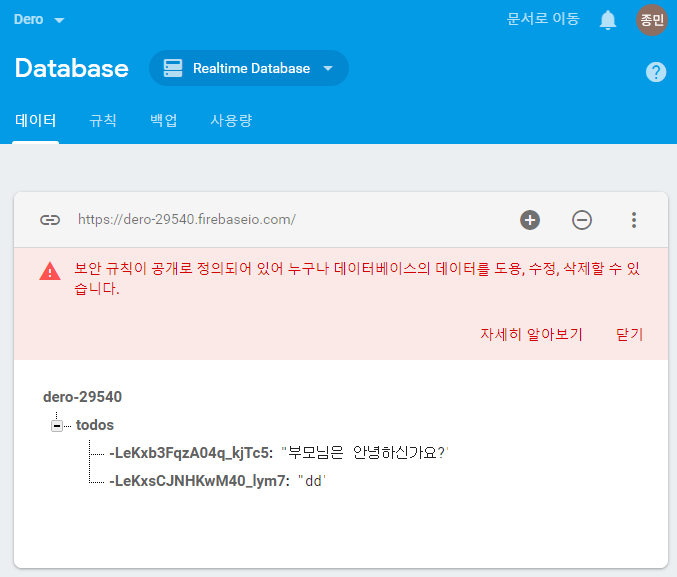 Dero
문서로 이동
종민
Database
Realtime Database
?
데이터
규칙
백업
사용량
https://dero-29540.firebaseio.com/
보안 규칙이 공개로 정의되어 있어 누구나 데이터베이스의 데이터를 도용, 수정, 삭제할 수 있
습니다.
자세히 알아보기
닫기
dero-29540
todos
-LeKxb3FqzA04q_kjTc5: "부모님은 안녕하신가요?"
-LeKxsCJNHKwM40_lym7: "dd"